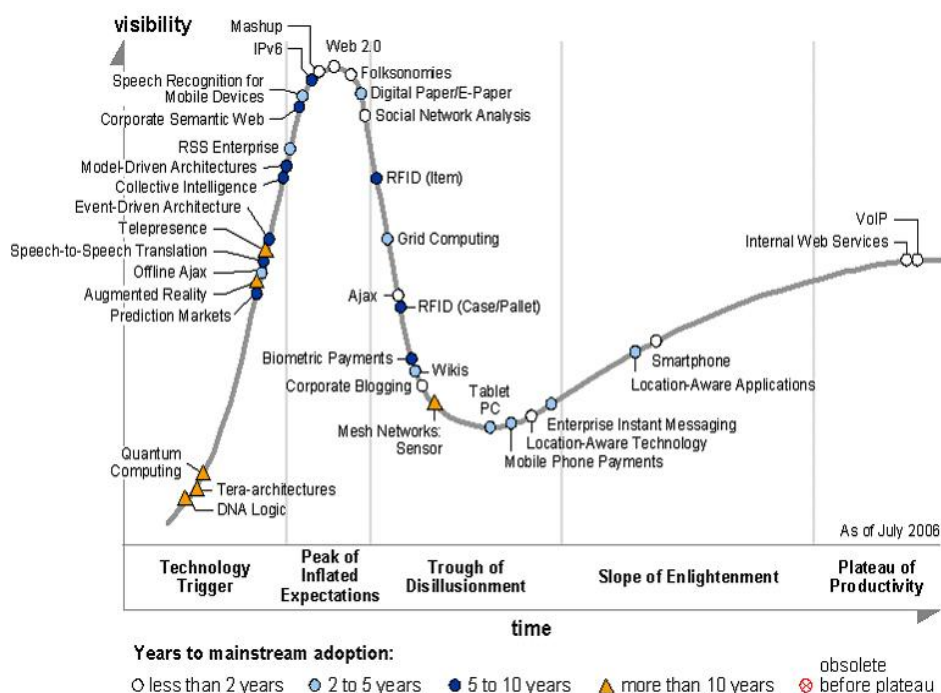 visibility
Mashup
IPv6
Web 2.0
Folksonomies
Speech Recognition for
Mobile Devices
Digital Paper/E-Paper
Corporate Semantic Web
Social Network Analysis
RSS Enterprise
Model-Driven Architectures
Collective Intelligence
RFID (Item)
Event-Driven Architecture
Telepresence
Speech-to-Speech Translation
Offline Ajax
Augmented Reality
Prediction Markets
Grid Computing
VoIP
Internal Web Services
Ajax
RFID (Case/Pallet)
Biometric Payments
Wikis
Corporate Blogging
Tablet
PC
Smartphone
Location-Aware Applications
Mesh Networks:
Sensor
Enterprise Instant Messaging
Location-Aware Technology
Mobile Phone Payments
Quantum
Computing
Tera-architectures
DNA Logic
As of July 2006
Technology
Trigger
Peak of
Inflated
Expectations
Trough of
Disillusionment
Slope of Enlightenment
Plateau of
Productivity
time
Years to mainstream adoption:
less than 2 years
2 to 5 years
5 to 10 years
more than 10 years
obsolete
before plateau